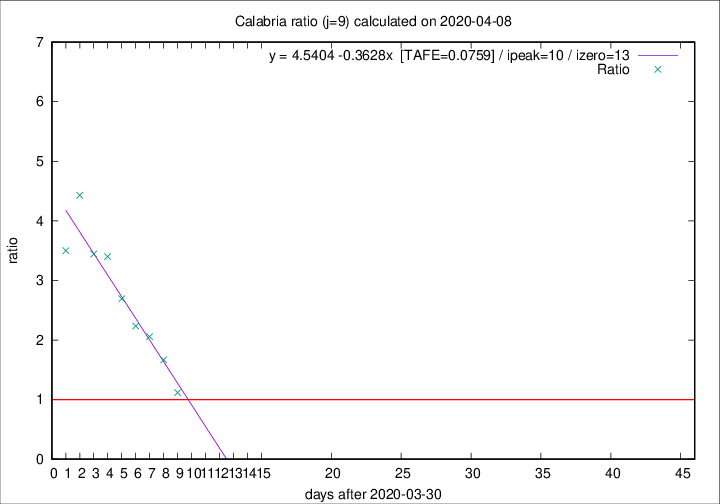 Calabria ratio (j=9) calculated on 2020-04-08
y = 4.5404 -0.3628x [TAFE=0.0759] / ipeak=10 / izero=13
Ratio
7
6
5
4
3
2
1
0
ratio
0 1 2 3 4 5 6 7 8 9 10 11 12 13 14 15 20 25 30 35 40 45
days after 2020-03-30